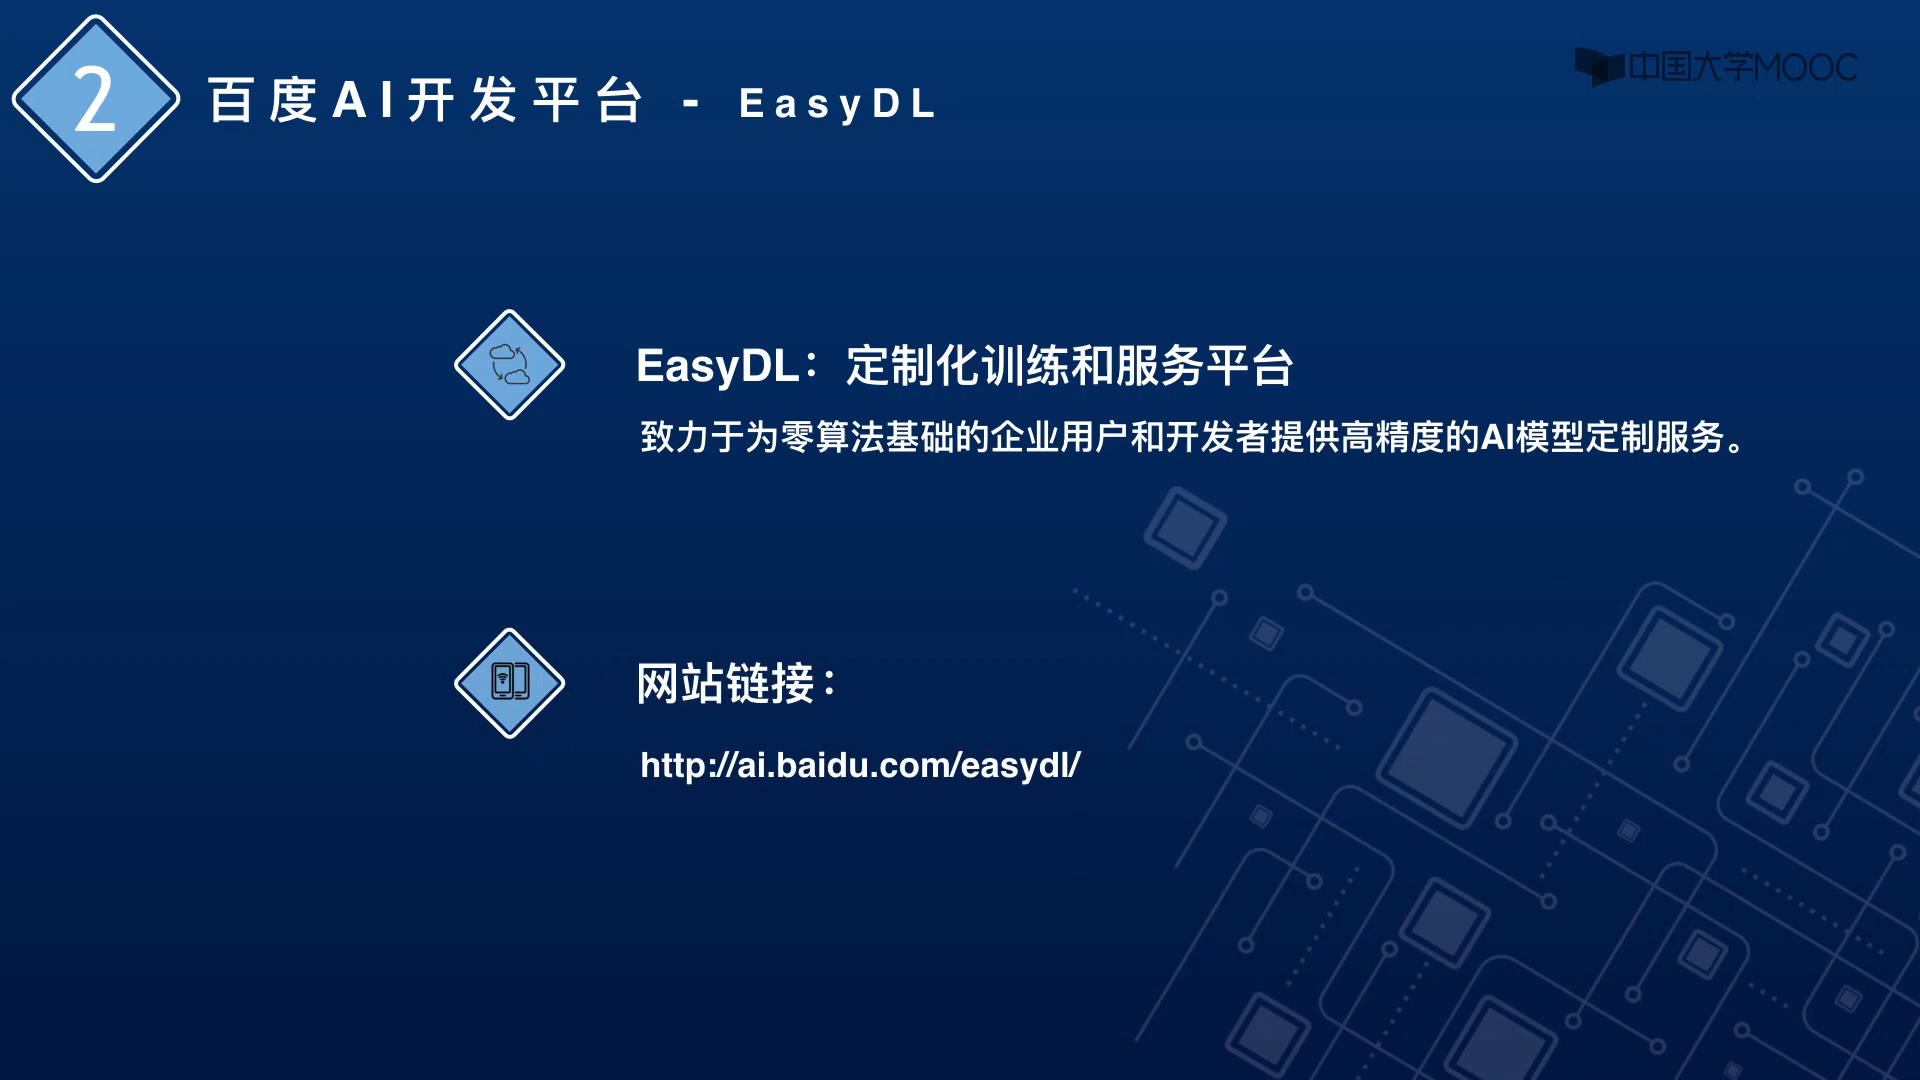 2
百度AI开发平台 - EasyDL
中国大学MOOC
EasyDL：定制化训练和服务平台
致力于为零算法基础的企业用户和开发者提供高精度的AI模型定制服务。
网站链接：
http://ai.baidu.com/easydl/